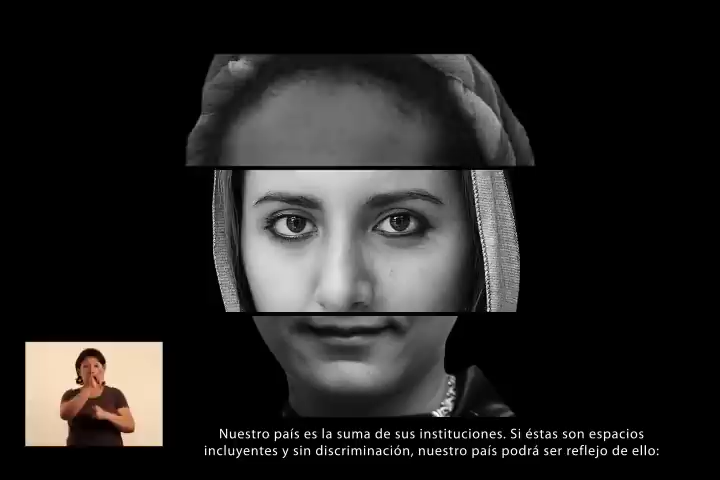 Nuestro país es la suma de sus instituciones. Si éstas son espacios
incluyentes y sin discriminación, nuestro país podrá ser reflejo de ello: